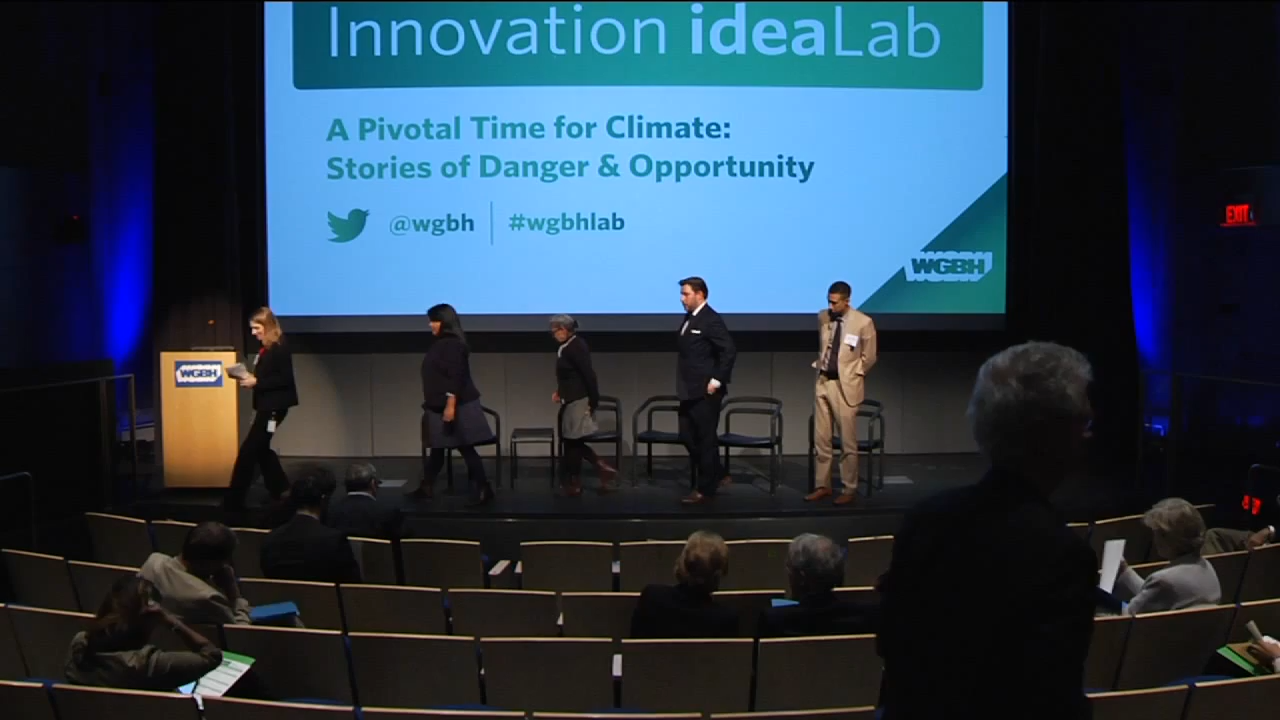 Innovation ideaLab
A Pivotal Time for Climate:
Stories of Danger & Opportunity
@wgbh #wgbhlab
WGBH
EXIT
WGBH